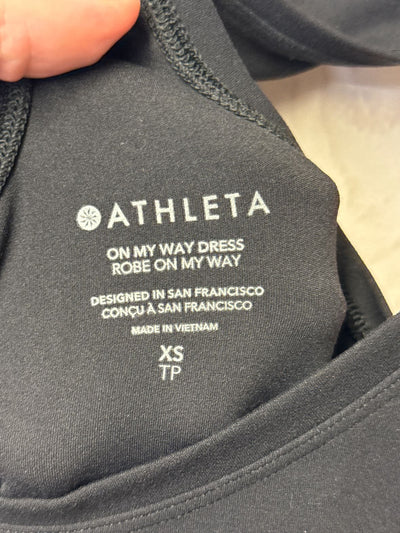 ATHLETA
ON MY WAY DRESS
ROBE ON MY WAY
DESIGNED IN SAN FRANCISCO
CONÇU À SAN FRANCISCO
MADE IN VIETNAM
XS
TP